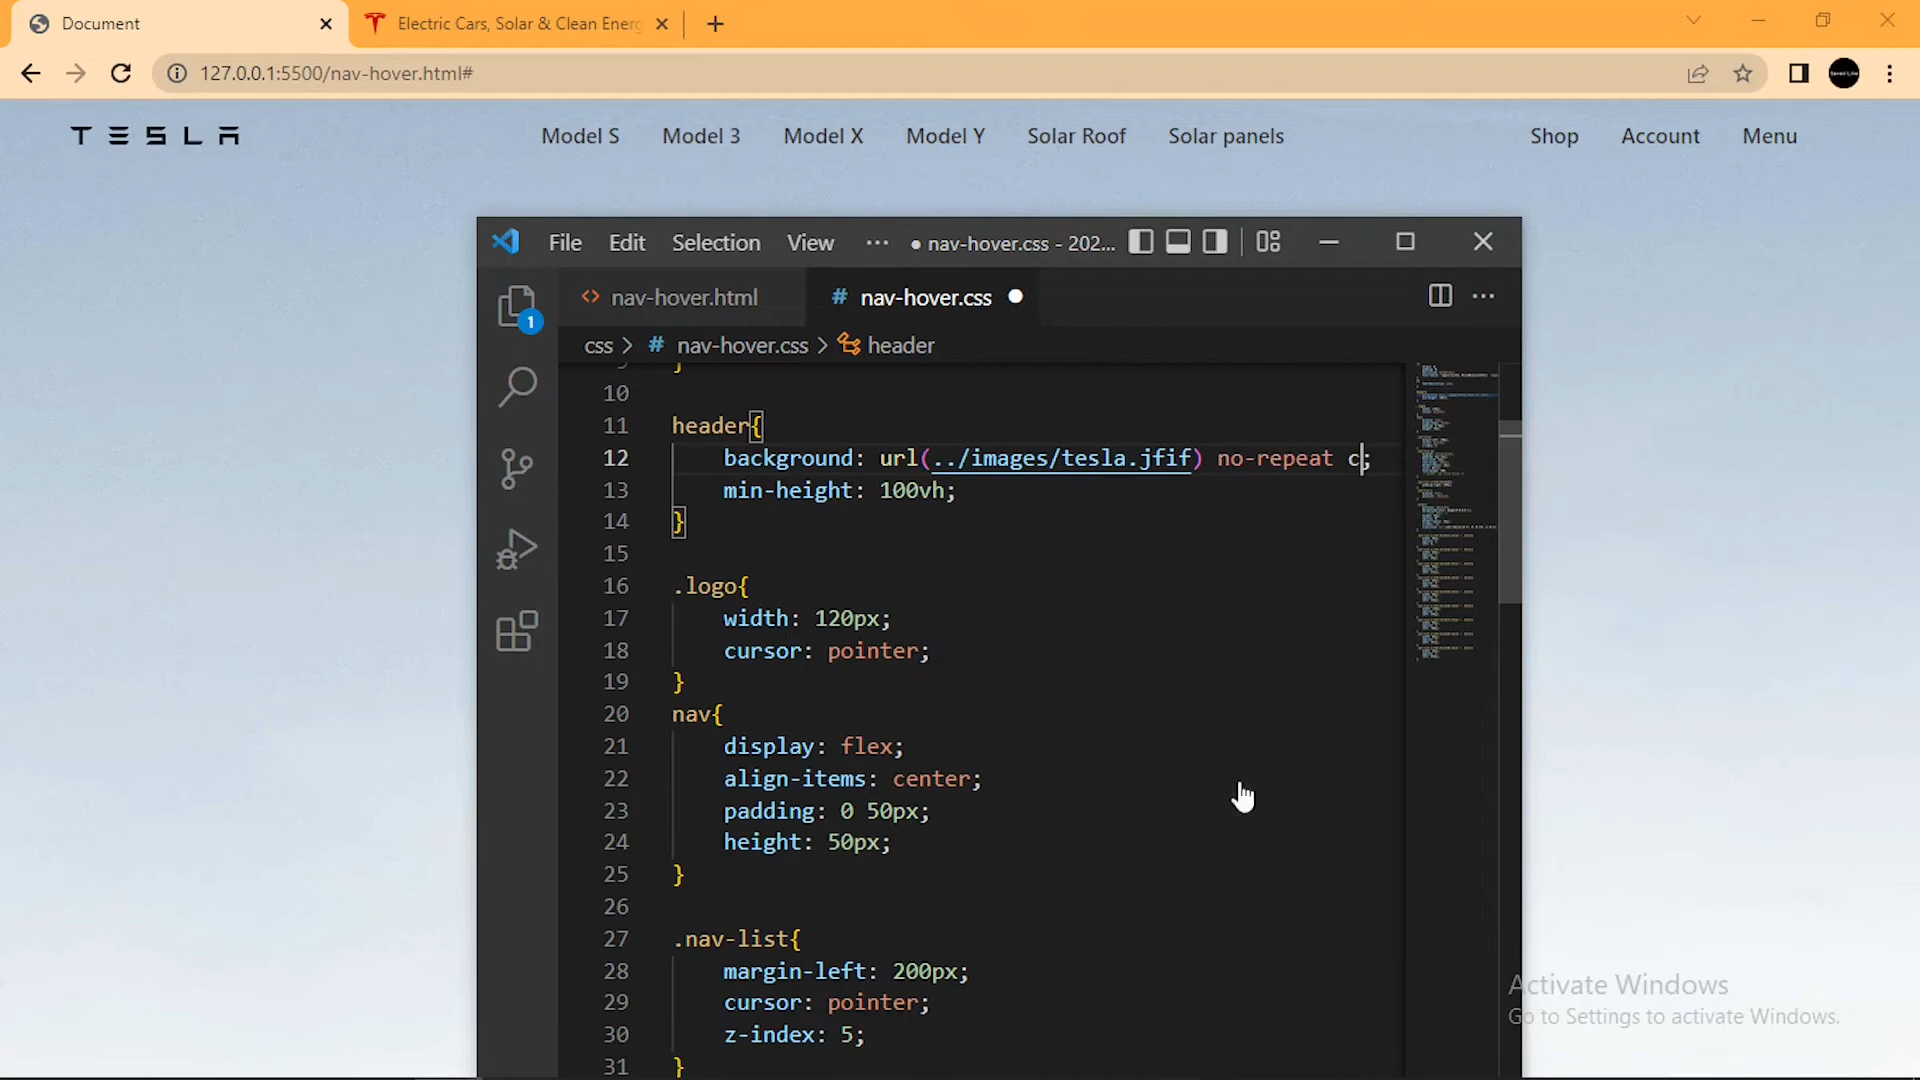 Document
Electric Cars, Solar & Clean Energ
127.0.0.1:5500/nav-hover.html#
TESLA
Model S
Model 3
Model X
Model Y
Solar Roof
Solar panels
Shop
Account
Menu
File
Edit
Selection
View
nav-hover.css - 202...
1
nav-hover.html
# nav-hover.css
css > # nav-hover.css > header
9 }
10
11 header{
12 background: url(../images/tesla.jfif) no-repeat c;
13 min-height: 100vh;
14 }
15
16 .logo{
17 width: 120px;
18 cursor: pointer;
19 }
20 nav{
21 display: flex;
22 align-items: center;
23 padding: 0 50px;
24 height: 50px;
25 }
26
27 .nav-list{
28 margin-left: 200px;
29 cursor: pointer;
30 z-index: 5;
31 }
Activate Windows
Go to Settings to activate Windows.